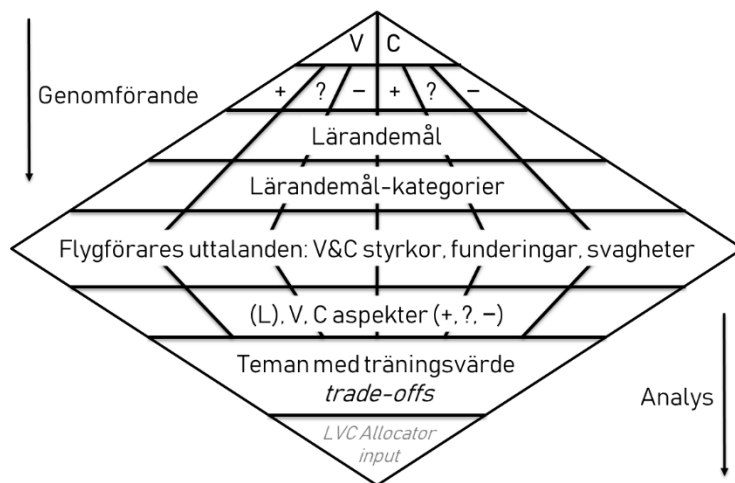 V C
+ ? − + ? −
Genomförande
Lärandemål
Lärandemål-kategorier
Flygförares uttalanden: V&C styrkor, funderingar, svagheter
(L), V, C aspekter (+, ?, −)
Teman med träningsvärde
trade-offs
Analys
LVC Allocator
input